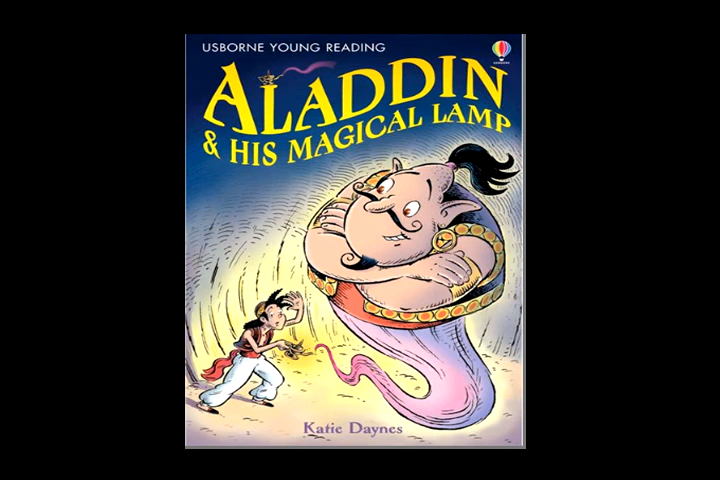 USBORNE YOUNG READING
ALADDIN
& HIS MAGICAL LAMP
Katie Daynes